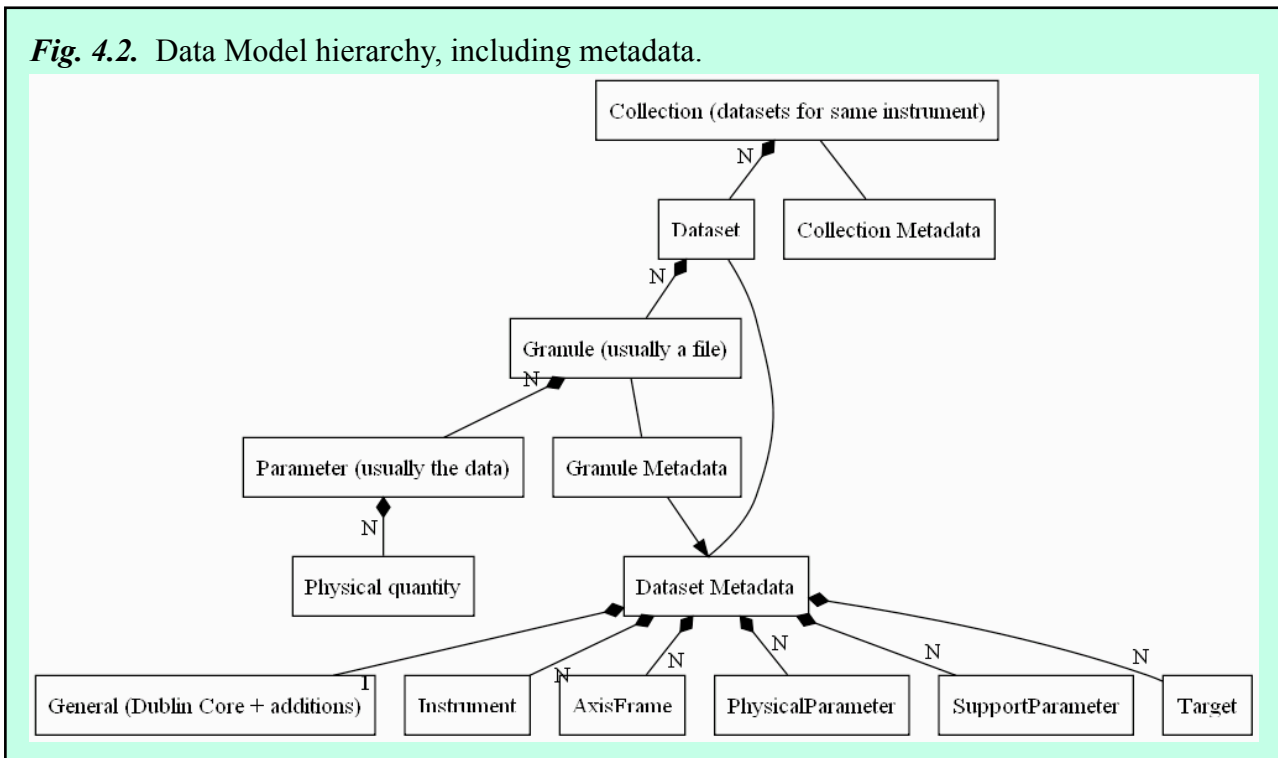 Fig. 4.2. Data Model hierarchy, including metadata.
Collection (datasets for same instrument)
N
Dataset
Collection Metadata
N
Granule (usually a file)
N
Parameter (usually the data)
Granule Metadata
N
Physical quantity
Dataset Metadata
1
N
N
N
N
N
General (Dublin Core + additions)
Instrument
AxisFrame
PhysicalParameter
SupportParameter
Target